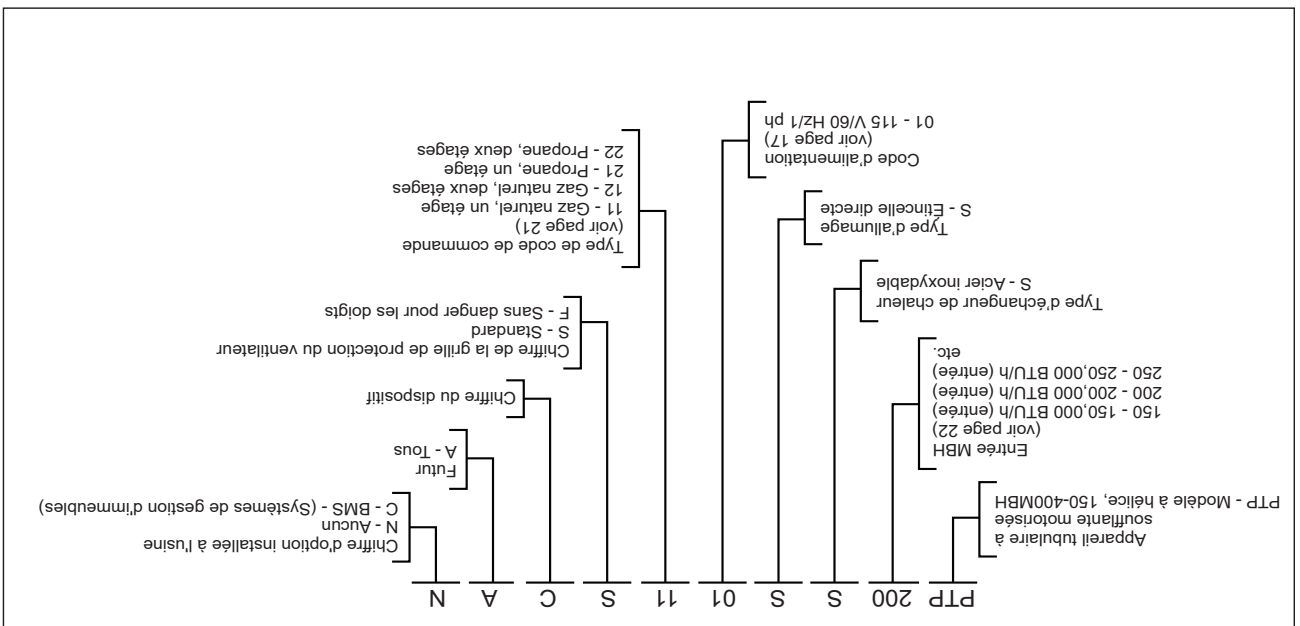 PTP 200 S S 01 11 S C A N
Appareil tubulaire à
soufflante motorisée
PTP - Modèle à hélice, 150-400MBH
Entrée MBH
(voir page 22)
150 - 150,000 BTU/h (entrée)
200 - 200,000 BTU/h (entrée)
250 - 250,000 BTU/h (entrée)
etc.
Type d'échangeur de chaleur
S - Acier inoxydable
Type d'allumage
S - Étincelle directe
Code d'alimentation
(voir page 17)
01 - 115 V/60 Hz/1 ph
Type de code de commande
(voir page 21)
11 - Gaz naturel, un étage
12 - Gaz naturel, deux étages
21 - Propane, un étage
22 - Propane, deux étages
Chiffre de la grille de protection du ventilateur
S - Standard
F - Sans danger pour les doigts
Chiffre du dispositif
Futur
A - Tous
Chiffre d'option installée à l'usine
N - Aucun
C - BMS - (Systèmes de gestion d'immeubles)